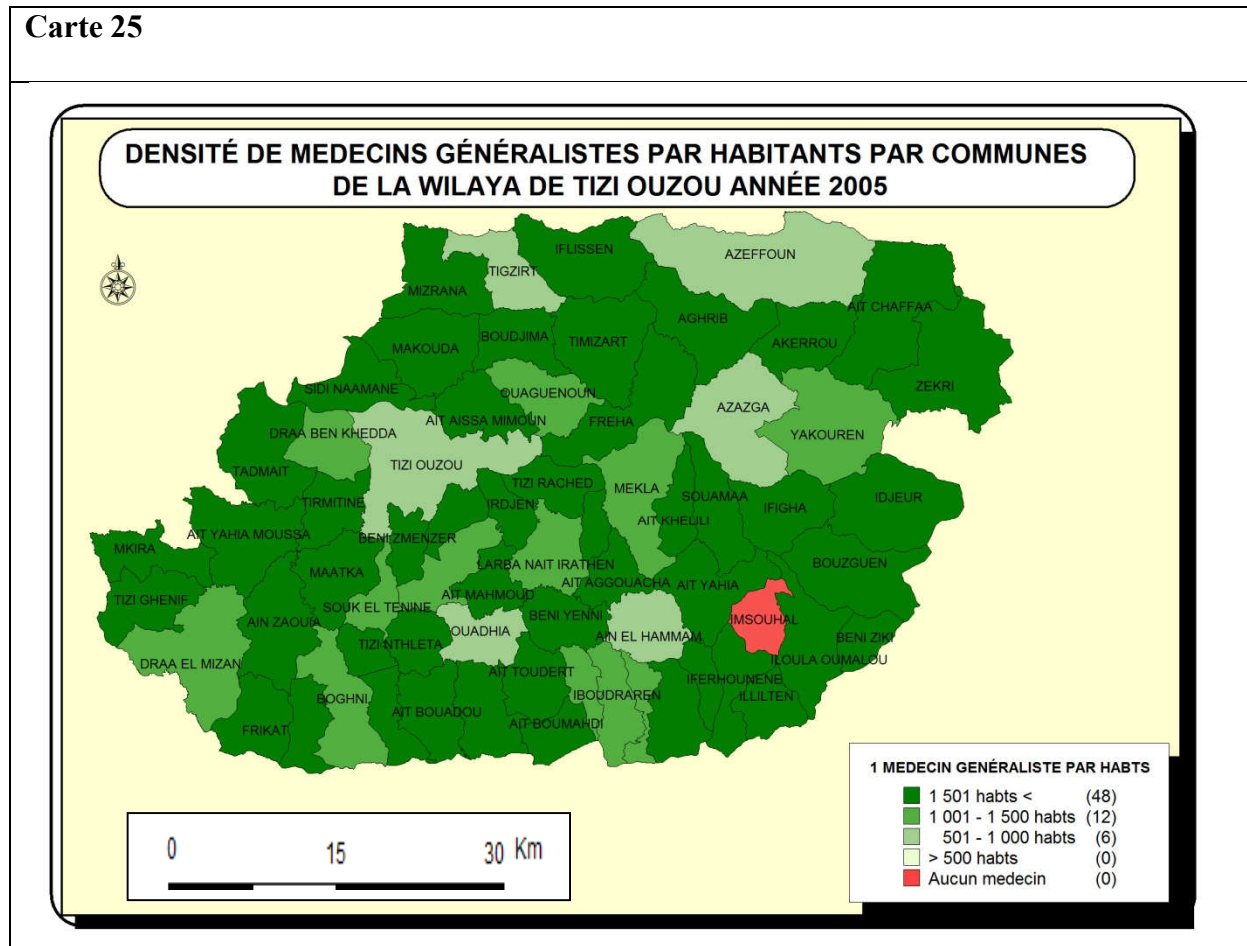 Carte 25
DENSITÉ DE MEDECINS GÉNÉRALISTES PAR HABITANTS PAR COMMUNES
DE LA WILAYA DE TIZI OUZOU ANNÉE 2005
IFLISSEN
AZEFFOUN
TIGZIRT
MIZRANA
AIT CHAFFAA
AGHRIB
BOUDJIMA
TIMIZART
AKERROU
MAKOUDA
ZEKRI
SIDI NAAMANE
OUAGUENOUN
AZAZGA
AIT AISSA MIMOUN
FREHA
DRAA BEN KHEDDA
YAKOUREN
TIZI OUZOU
TADMAIT
TIZI RACHED
MEKLA
SOUAMAA
IDJEUR
TIRMITINE
IRDJEN
IFIGHA
AIT KHELILI
AIT YAHIA MOUSSA
BENI ZMENZER
MKIRA
LARBA NAIT IRATHEN
BOUZGUEN
MAATKA
AIT AGGOUACHA
AIT YAHIA
TIZI GHENIF
AIT MAHMOUD
SOUK EL TENINE
BENI YENNI
IMSOUHAL
AIN ZAOUIA
OUADHIA
AIN EL HAMMAM
BENI ZIKI
TIZI NTHLETA
DRAA EL MIZAN
ILOULA OUMALOU
AIT TOUDERT
IFERHOUNENE
BOGHNI
IBOUDRAREN
ILLILTEN
AIT BOUADOU
AIT BOUMAHDI
FRIKAT
1 MEDECIN GENÉRALISTE PAR HABTS
1 501 habts < (48)
1 001 - 1 500 habts (12)
501 - 1 000 habts (6)
> 500 habts (0)
Aucun medecin (0)
0 15 30 Km